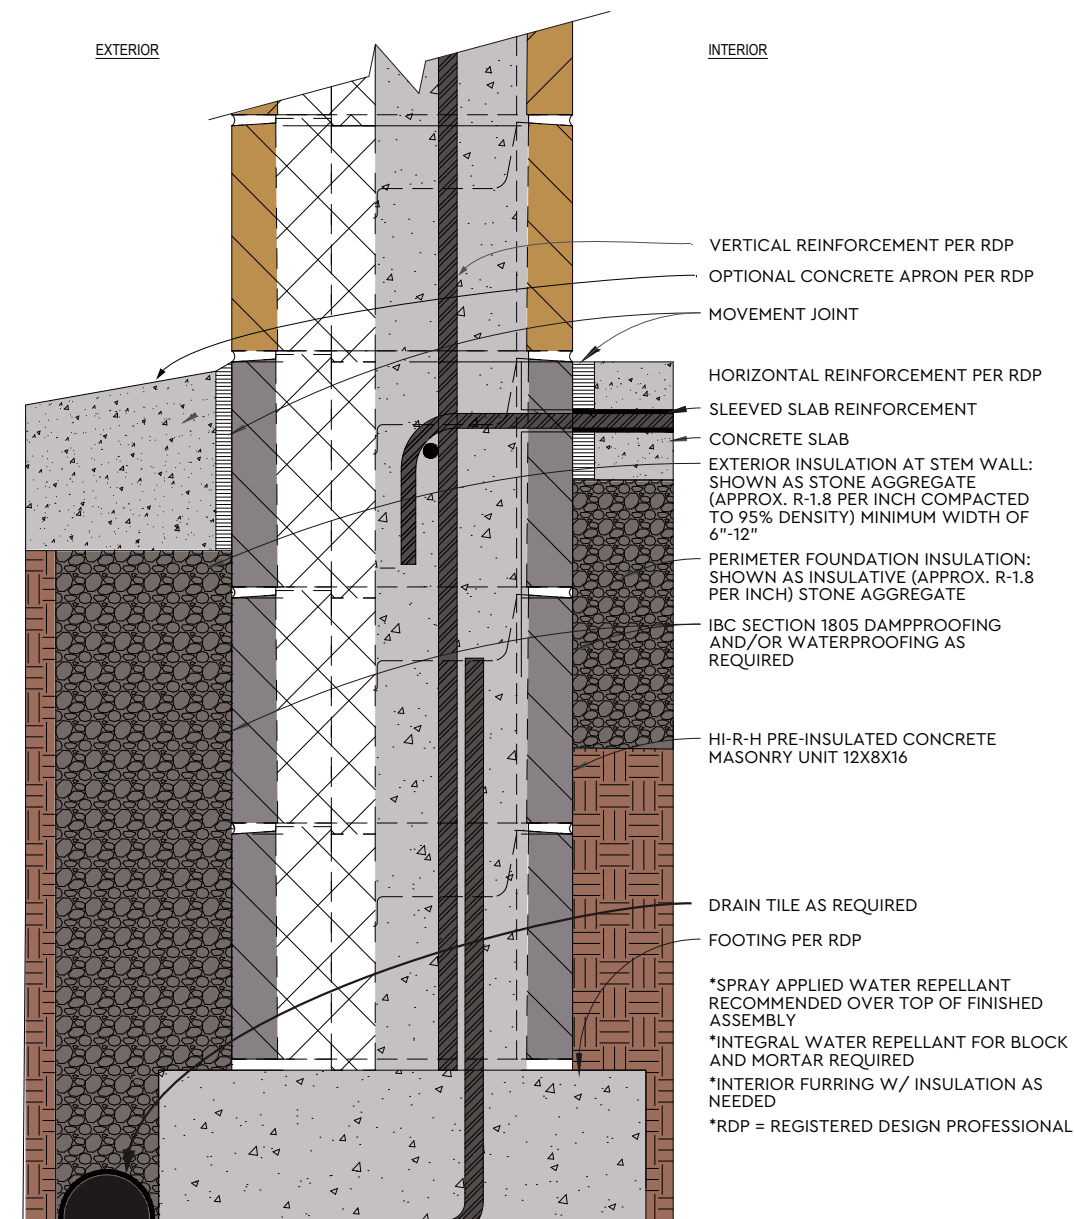 EXTERIOR
INTERIOR
VERTICAL REINFORCEMENT PER RDP
OPTIONAL CONCRETE APRON PER RDP
MOVEMENT JOINT
HORIZONTAL REINFORCEMENT PER RDP
SLEEVED SLAB REINFORCEMENT
CONCRETE SLAB
EXTERIOR INSULATION AT STEM WALL:
SHOWN AS STONE AGGREGATE
(APPROX. R-1.8 PER INCH COMPACTED
TO 95% DENSITY) MINIMUM WIDTH OF
6"-12"
PERIMETER FOUNDATION INSULATION:
SHOWN AS INSULATIVE (APPROX. R-1.8
PER INCH) STONE AGGREGATE
IBC SECTION 1805 DAMPPROOFING
AND/OR WATERPROOFING AS
REQUIRED
HI-R-H PRE-INSULATED CONCRETE
MASONRY UNIT 12X8X16
DRAIN TILE AS REQUIRED
FOOTING PER RDP
*SPRAY APPLIED WATER REPELLANT
RECOMMENDED OVER TOP OF FINISHED
ASSEMBLY
*INTEGRAL WATER REPELLANT FOR BLOCK
AND MORTAR REQUIRED
*INTERIOR FURRING W/ INSULATION AS
NEEDED
*RDP = REGISTERED DESIGN PROFESSIONAL